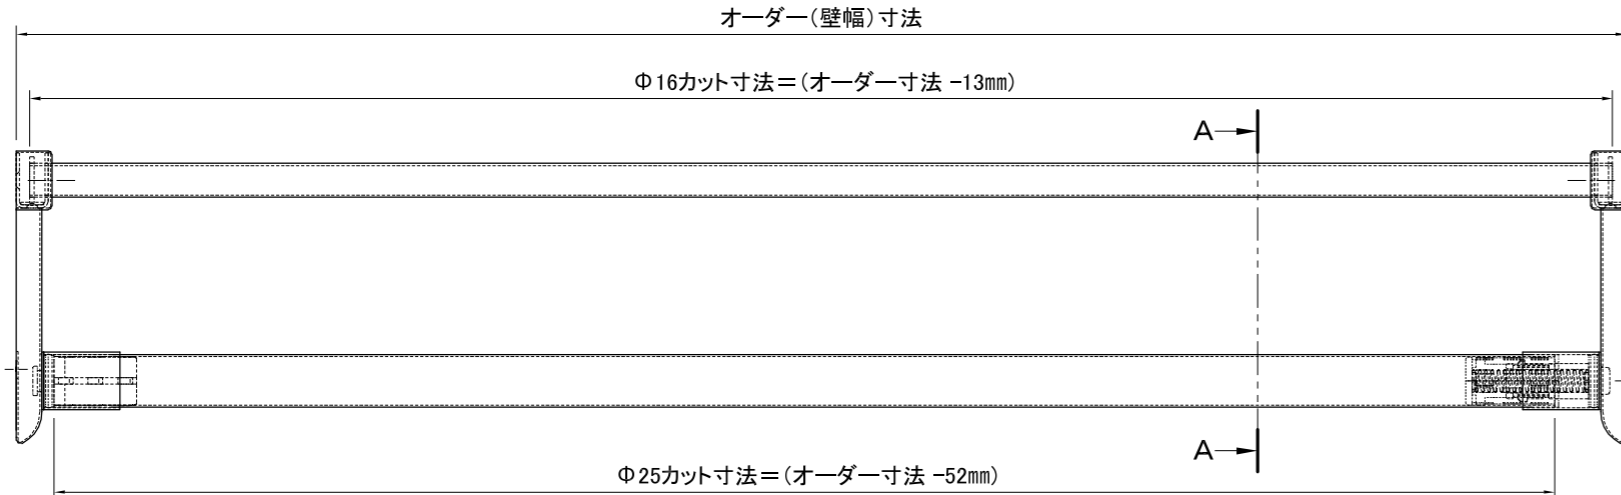 オーダー(壁幅)寸法
Φ16カット寸法=(オーダー寸法 -13mm)
A
A
Φ25カット寸法=(オーダー寸法 -52mm)